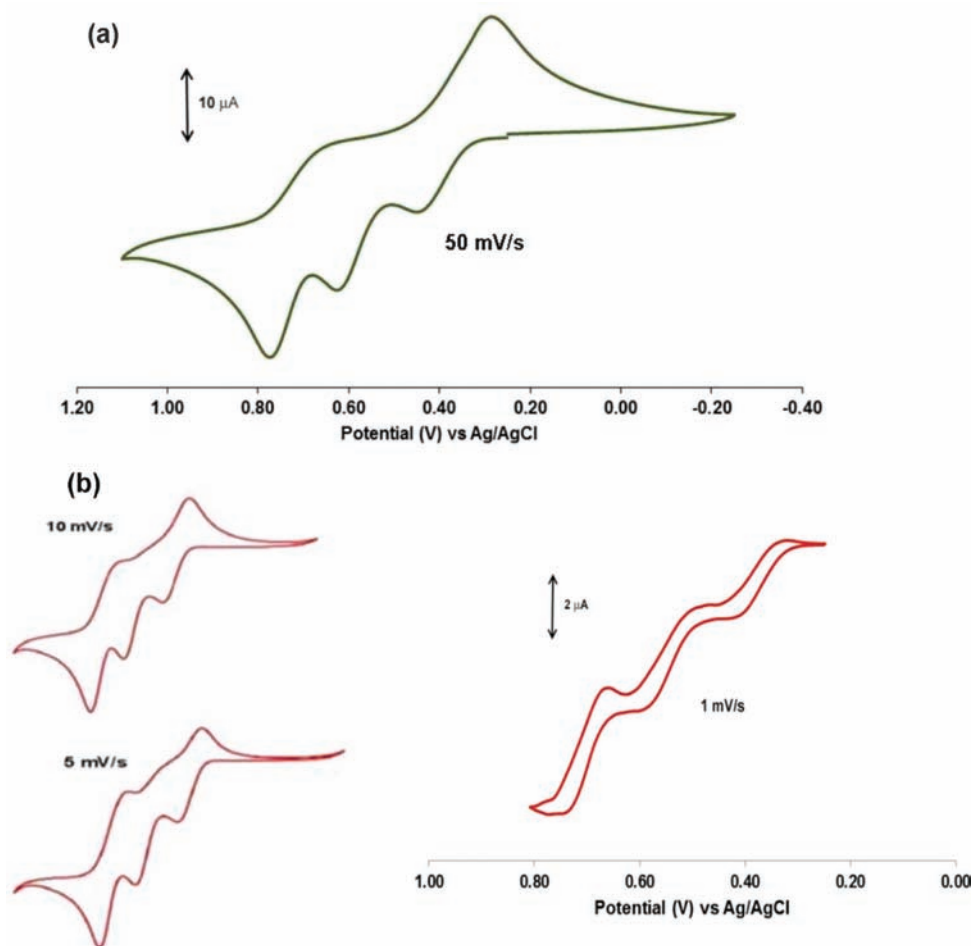 (a)
10 μA
50 mV/s
1.20 1.00 0.80 0.60 0.40 0.20 0.00 -0.20 -0.40
Potential (V) vs Ag/AgCl
(b)
10 mV/s
2 μA
1 mV/s
5 mV/s
1.00 0.80 0.60 0.40 0.20 0.00
Potential (V) vs Ag/AgCl